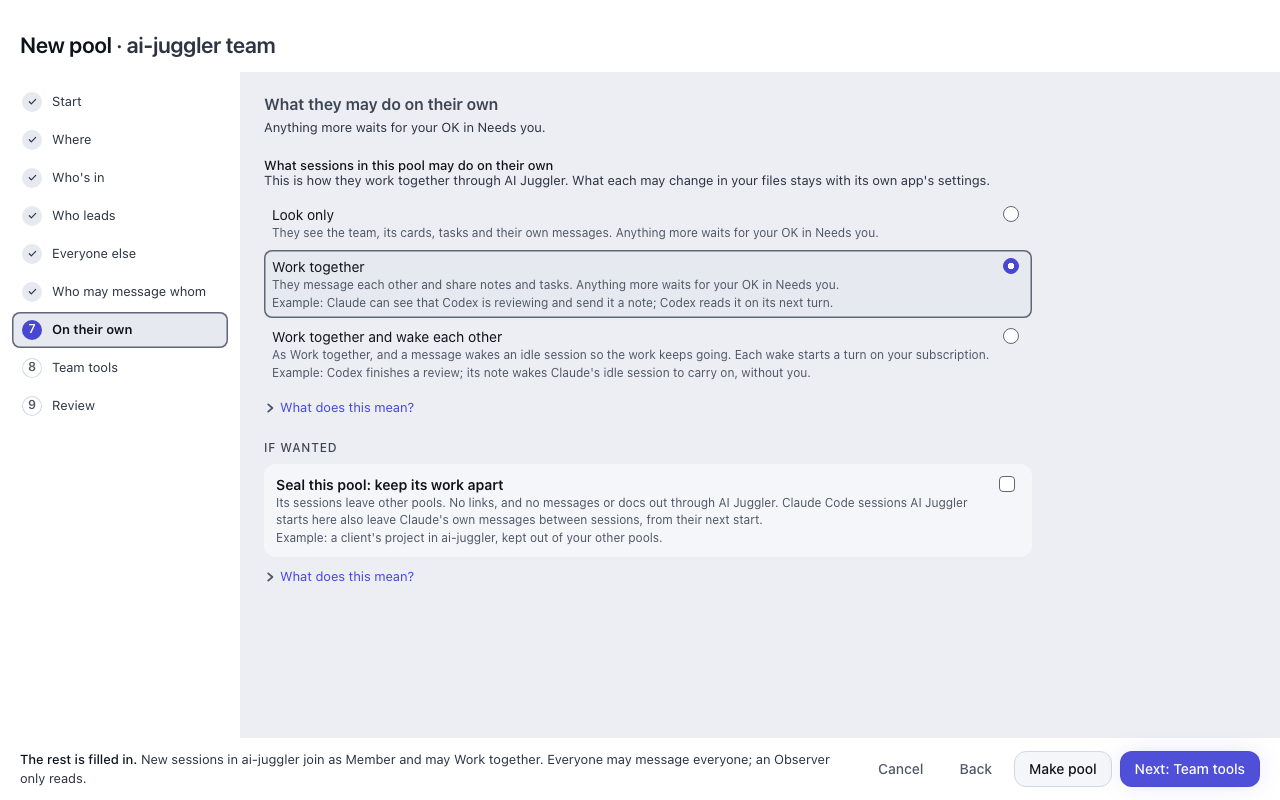 New pool · ai-juggler team
Start
Where
Who's in
Who leads
Everyone else
Who may message whom
7 On their own
8 Team tools
9 Review
What they may do on their own
Anything more waits for your OK in Needs you.
What sessions in this pool may do on their own
This is how they work together through AI Juggler. What each may change in your files stays with its own app's settings.
Look only
They see the team, its cards, tasks and their own messages. Anything more waits for your OK in Needs you.
Work together
They message each other and share notes and tasks. Anything more waits for your OK in Needs you.
Example: Claude can see that Codex is reviewing and send it a note; Codex reads it on its next turn.
Work together and wake each other
As Work together, and a message wakes an idle session so the work keeps going. Each wake starts a turn on your subscription.
Example: Codex finishes a review; its note wakes Claude's idle session to carry on, without you.
What does this mean?
IF WANTED
Seal this pool: keep its work apart
Its sessions leave other pools. No links, and no messages or docs out through AI Juggler. Claude Code sessions AI Juggler
starts here also leave Claude's own messages between sessions, from their next start.
Example: a client's project in ai-juggler, kept out of your other pools.
What does this mean?
The rest is filled in. New sessions in ai-juggler join as Member and may Work together. Everyone may message everyone; an Observer
only reads.
Cancel
Back
Make pool
Next: Team tools